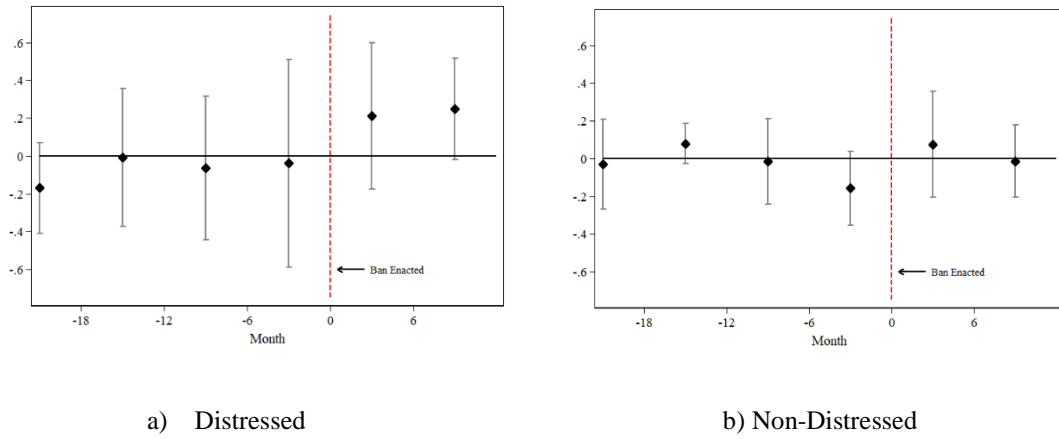 .6
.4
.2
0
-.2
-.4
-.6
Ban Enacted
-18 -12 -6 0 6
Month
a) Distressed
.6
.4
.2
0
-.2
-.4
-.6
Ban Enacted
-18 -12 -6 0 6
Month
b) Non-Distressed